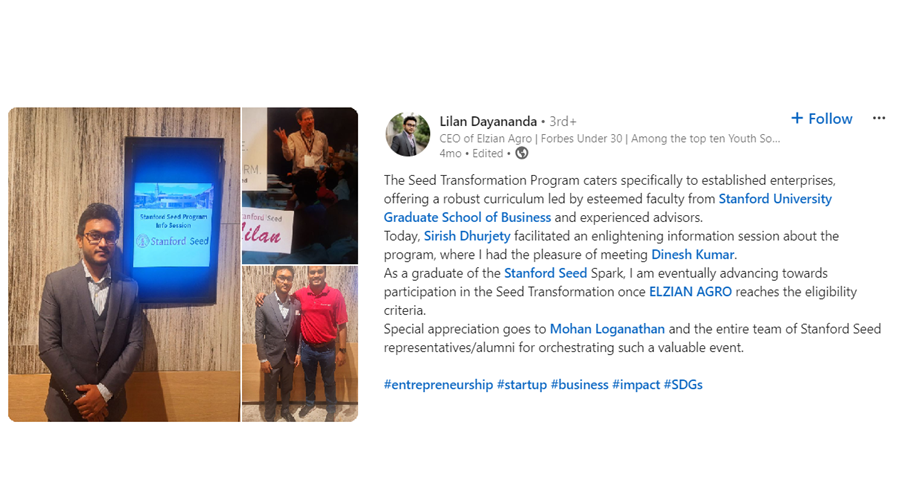 Stanford Seed Program
Info Session
Stanford Seed
E.
RM.
Stanford Seed
Lilan Dayananda • 3rd+
+ Follow
CEO of Elzian Agro | Forbes Under 30 | Among the top ten Youth So...
4mo • Edited •
The Seed Transformation Program caters specifically to established enterprises,
offering a robust curriculum led by esteemed faculty from Stanford University
Graduate School of Business and experienced advisors.
Today, Sirish Dhurjety facilitated an enlightening information session about the
program, where I had the pleasure of meeting Dinesh Kumar.
As a graduate of the Stanford Seed Spark, I am eventually advancing towards
participation in the Seed Transformation once ELZIAN AGRO reaches the eligibility
criteria.
Special appreciation goes to Mohan Loganathan and the entire team of Stanford Seed
representatives/alumni for orchestrating such a valuable event.
#entrepreneurship #startup #business #impact #SDGs